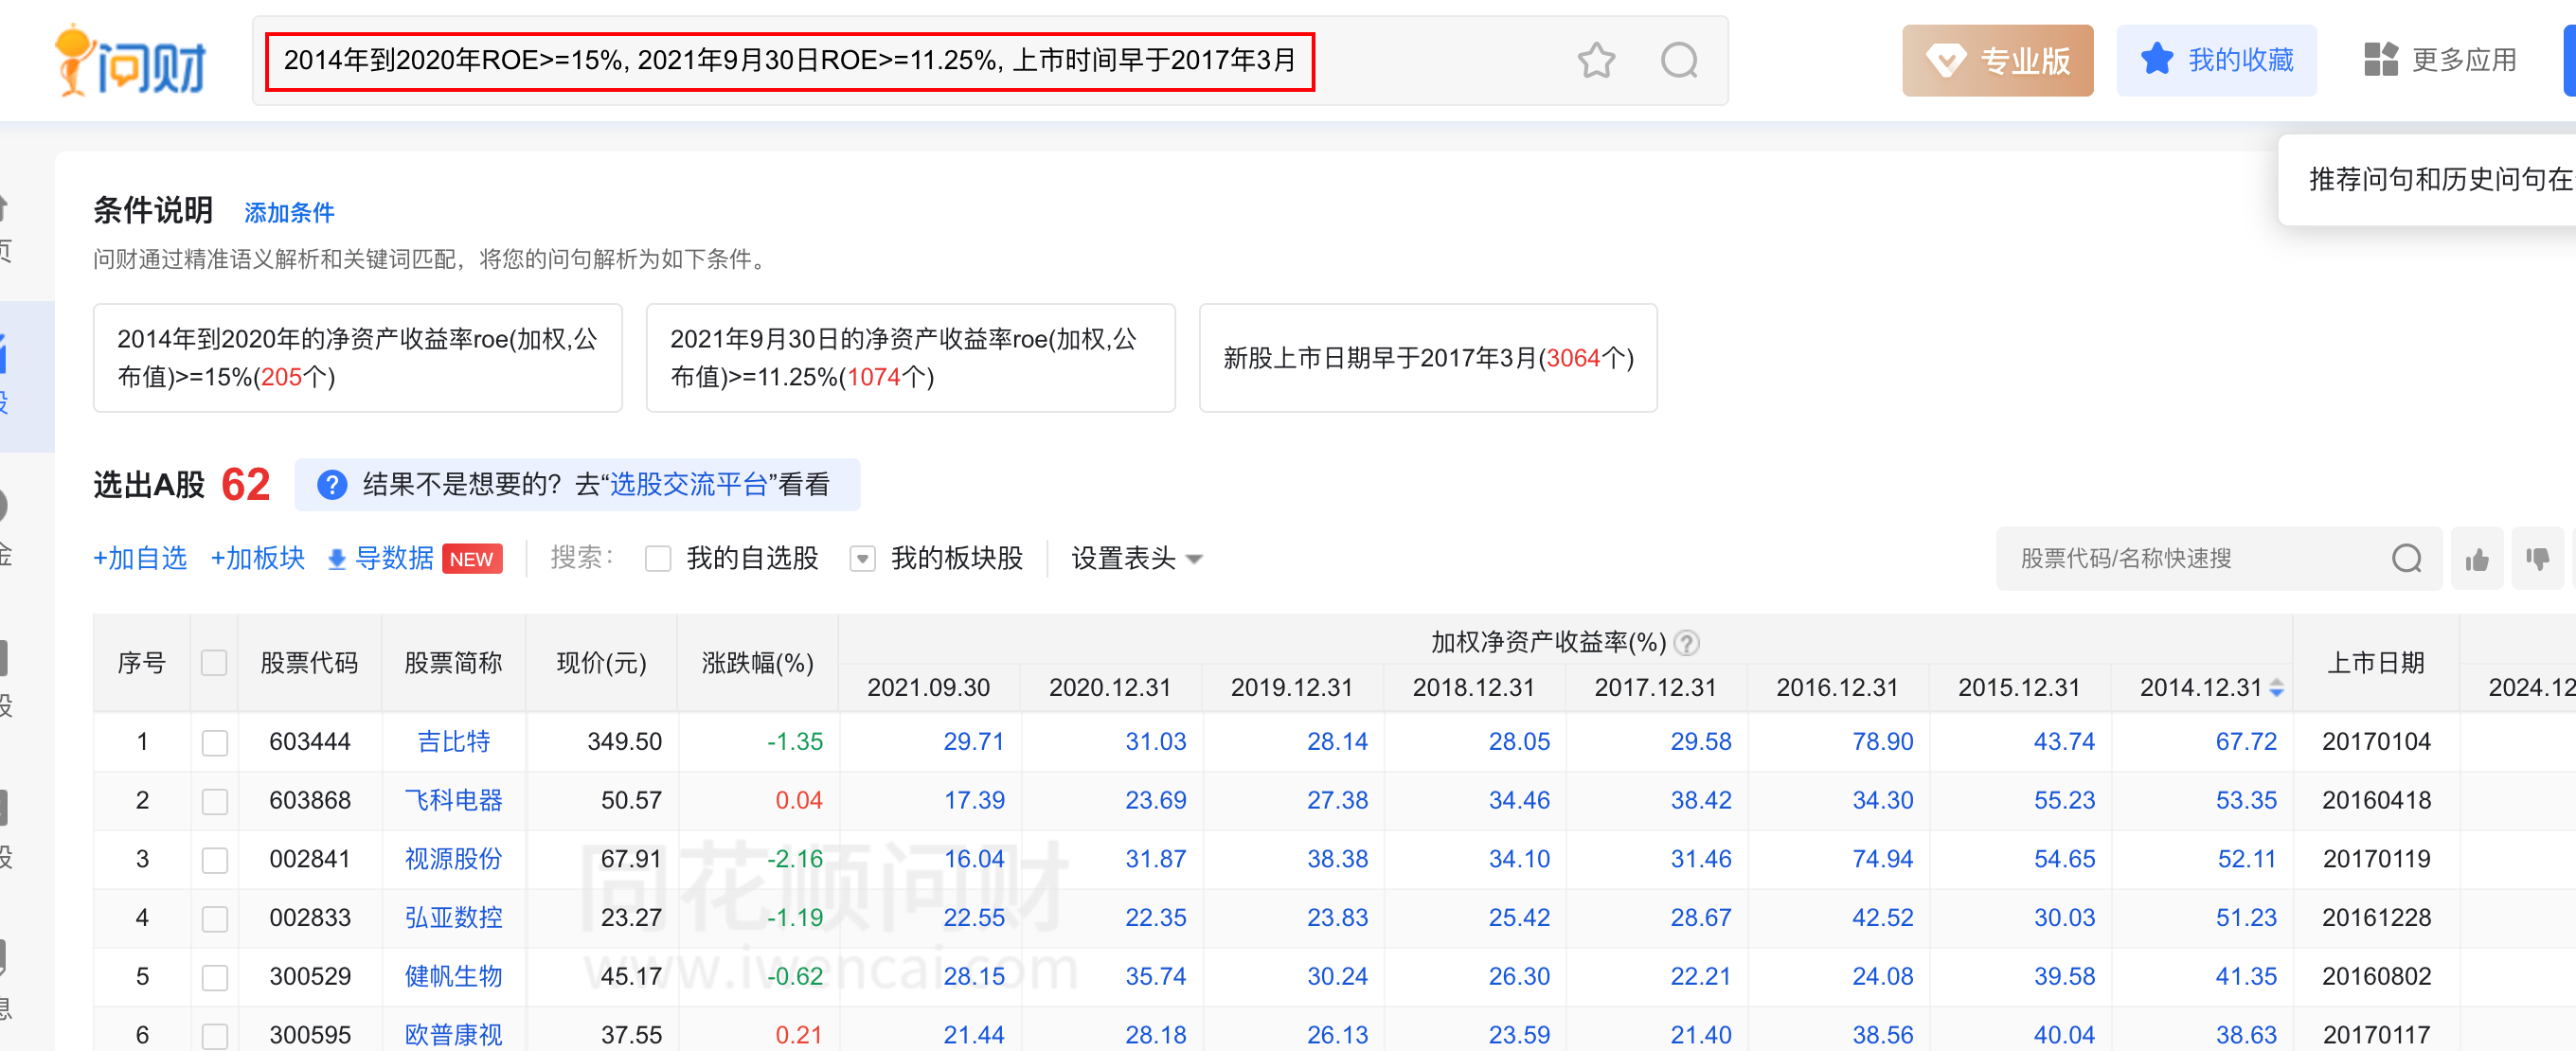 问财
2014年到2020年ROE>=15%, 2021年9月30日ROE>=11.25%, 上市时间早于2017年3月
专业版
我的收藏
更多应用
推荐问句和历史问句在
条件说明 添加条件
问财通过精准语义解析和关键词匹配，将您的问句解析为如下条件。
2014年到2020年的净资产收益率roe(加权,公
布值)>=15%(205个)
2021年9月30日的净资产收益率roe(加权,公
布值)>=11.25%(1074个)
新股上市日期早于2017年3月(3064个)
选出A股 62 ? 结果不是想要的？去“选股交流平台”看看
+加自选 +加板块 导数据 NEW 搜索： 我的自选股 我的板块股 设置表头
股票代码/名称快速搜
序号 股票代码 股票简称 现价(元) 涨跌幅(%) 加权净资产收益率(%) ? 上市日期
2021.09.30 2020.12.31 2019.12.31 2018.12.31 2017.12.31 2016.12.31 2015.12.31 2014.12.31 2024.12
1 603444 吉比特 349.50 -1.35 29.71 31.03 28.14 28.05 29.58 78.90 43.74 67.72 20170104
2 603868 飞科电器 50.57 0.04 17.39 23.69 27.38 34.46 38.42 34.30 55.23 53.35 20160418
3 002841 视源股份 67.91 -2.16 16.04 31.87 38.38 34.10 31.46 74.94 54.65 52.11 20170119
4 002833 弘亚数控 23.27 -1.19 22.55 22.35 23.83 25.42 28.67 42.52 30.03 51.23 20161228
5 300529 健帆生物 45.17 -0.62 28.15 35.74 30.24 26.30 22.21 24.08 39.58 41.35 20160802
6 300595 欧普康视 37.55 0.21 21.44 28.18 26.13 23.59 21.40 38.56 40.04 38.63 20170117
同花顺问财
www.iwencai.com